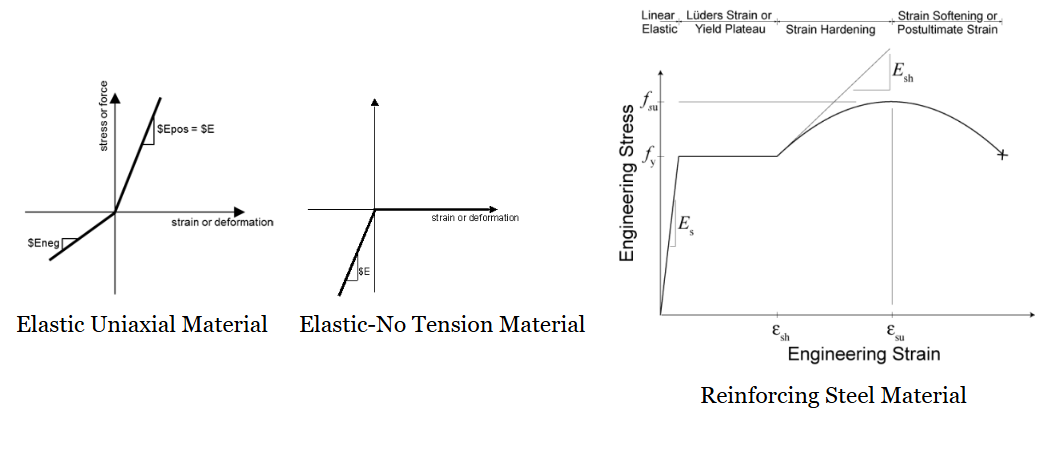 stress or force
$Epos = $E
strain or deformation
$Eneg
Elastic Uniaxial Material
strain or deformation
$E
Elastic-No Tension Material
Linear
Elastic
Lüders Strain or
Yield Plateau
Strain Hardening
Strain Softening or
Postultimate Strain
Engineering Stress
E sh
f su
f y
E s
ε sh
ε su
Engineering Strain
Reinforcing Steel Material